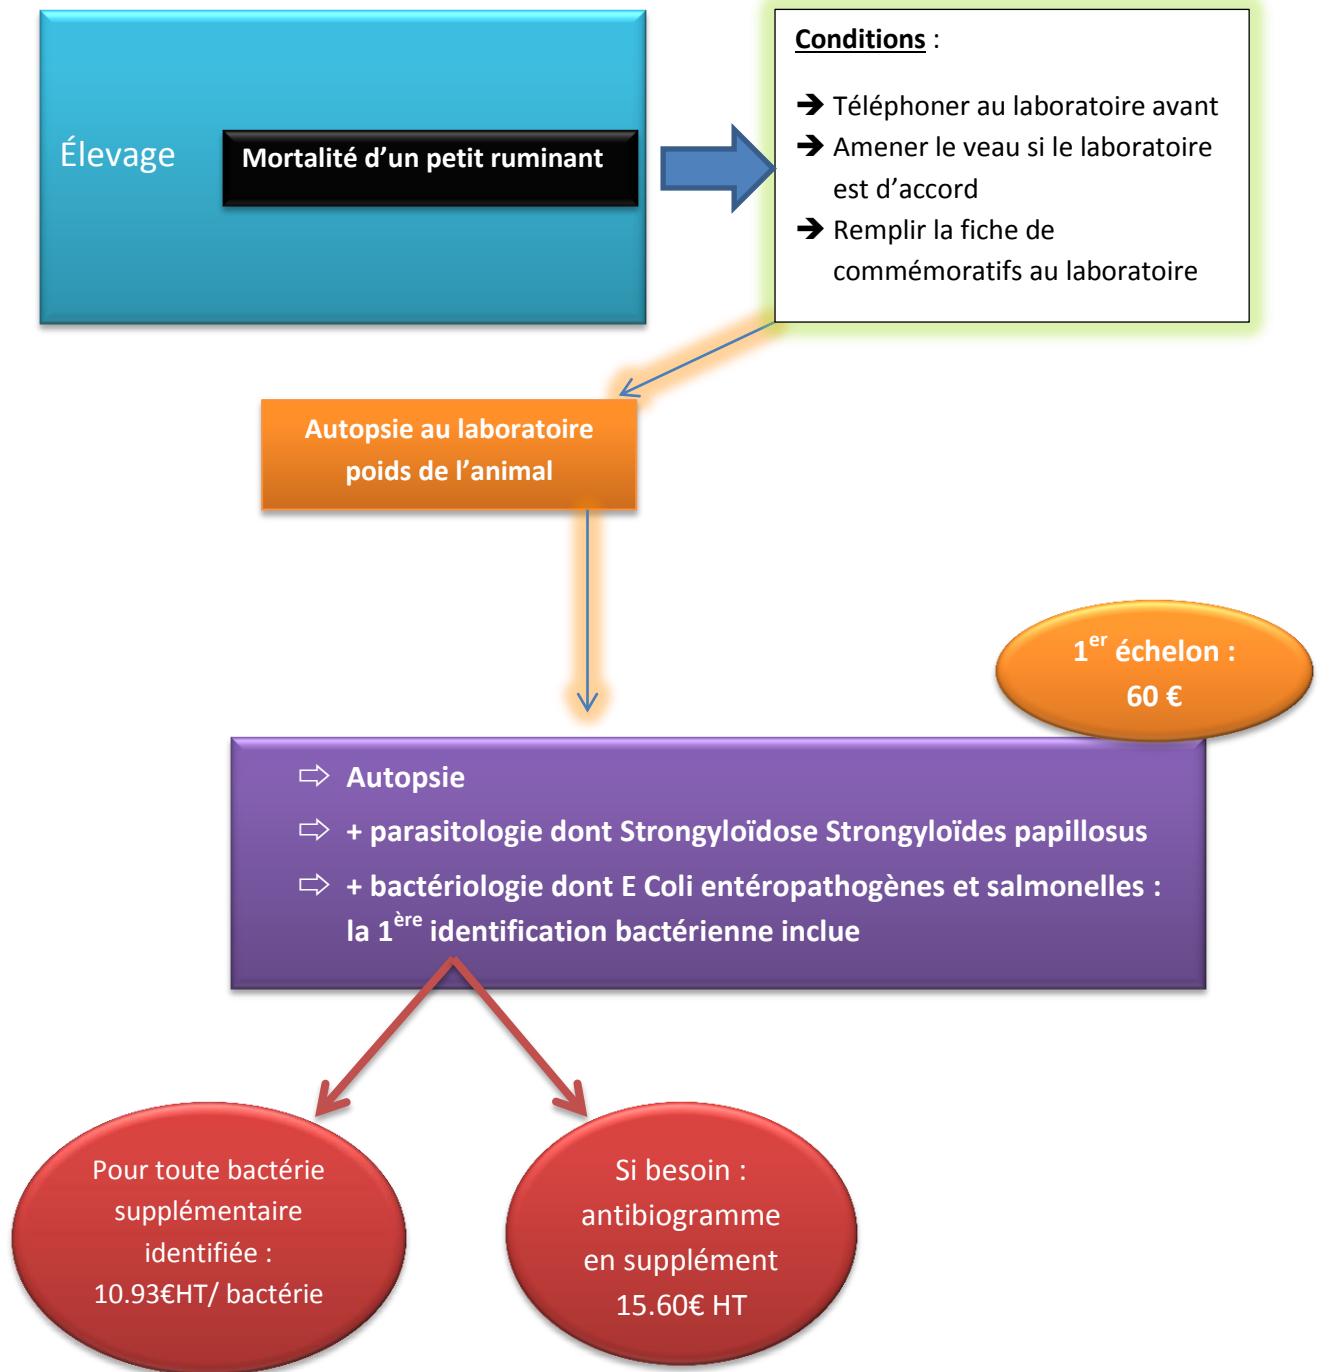 Élevage
Mortalité d’un petit ruminant
Conditions :
➔ Téléphoner au laboratoire avant
➔ Amener le veau si le laboratoire
est d’accord
➔ Remplir la fiche de
commémoratifs au laboratoire
Autopsie au laboratoire
poids de l’animal
1er échelon :
60 €
⇨ Autopsie
⇨ + parasitologie dont Strongyloïdose Strongyloïdes papillosus
⇨ + bactériologie dont E Coli entéropathogènes et salmonelles :
la 1ère identification bactérienne inclue
Pour toute bactérie
supplémentaire
identifiée :
10.93€HT/ bactérie
Si besoin :
antibiogramme
en supplément
15.60€ HT